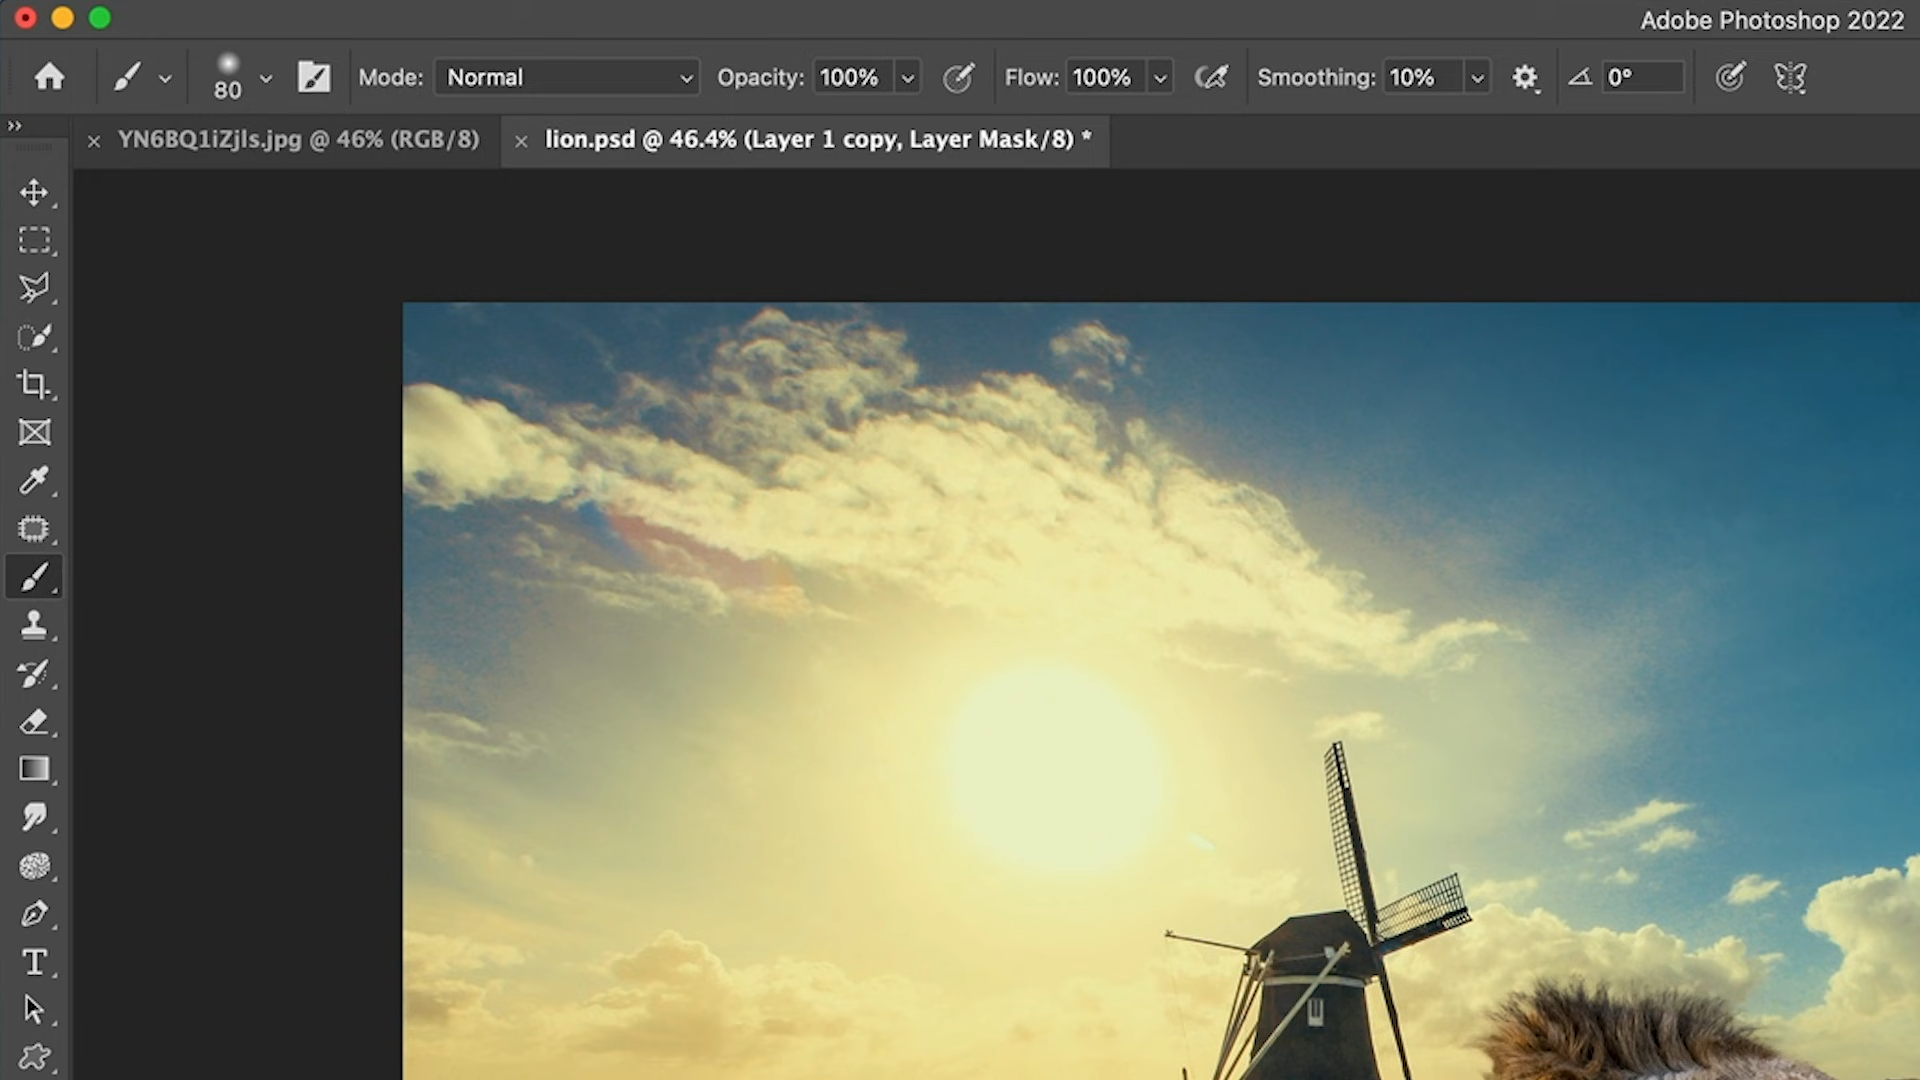 Adobe Photoshop 2022
80 Mode: Normal Opacity: 100% Flow: 100% Smoothing: 10% 0°
YN6BQ1iZjls.jpg @ 46% (RGB/8) lion.psd @ 46.4% (Layer 1 copy, Layer Mask/8) *